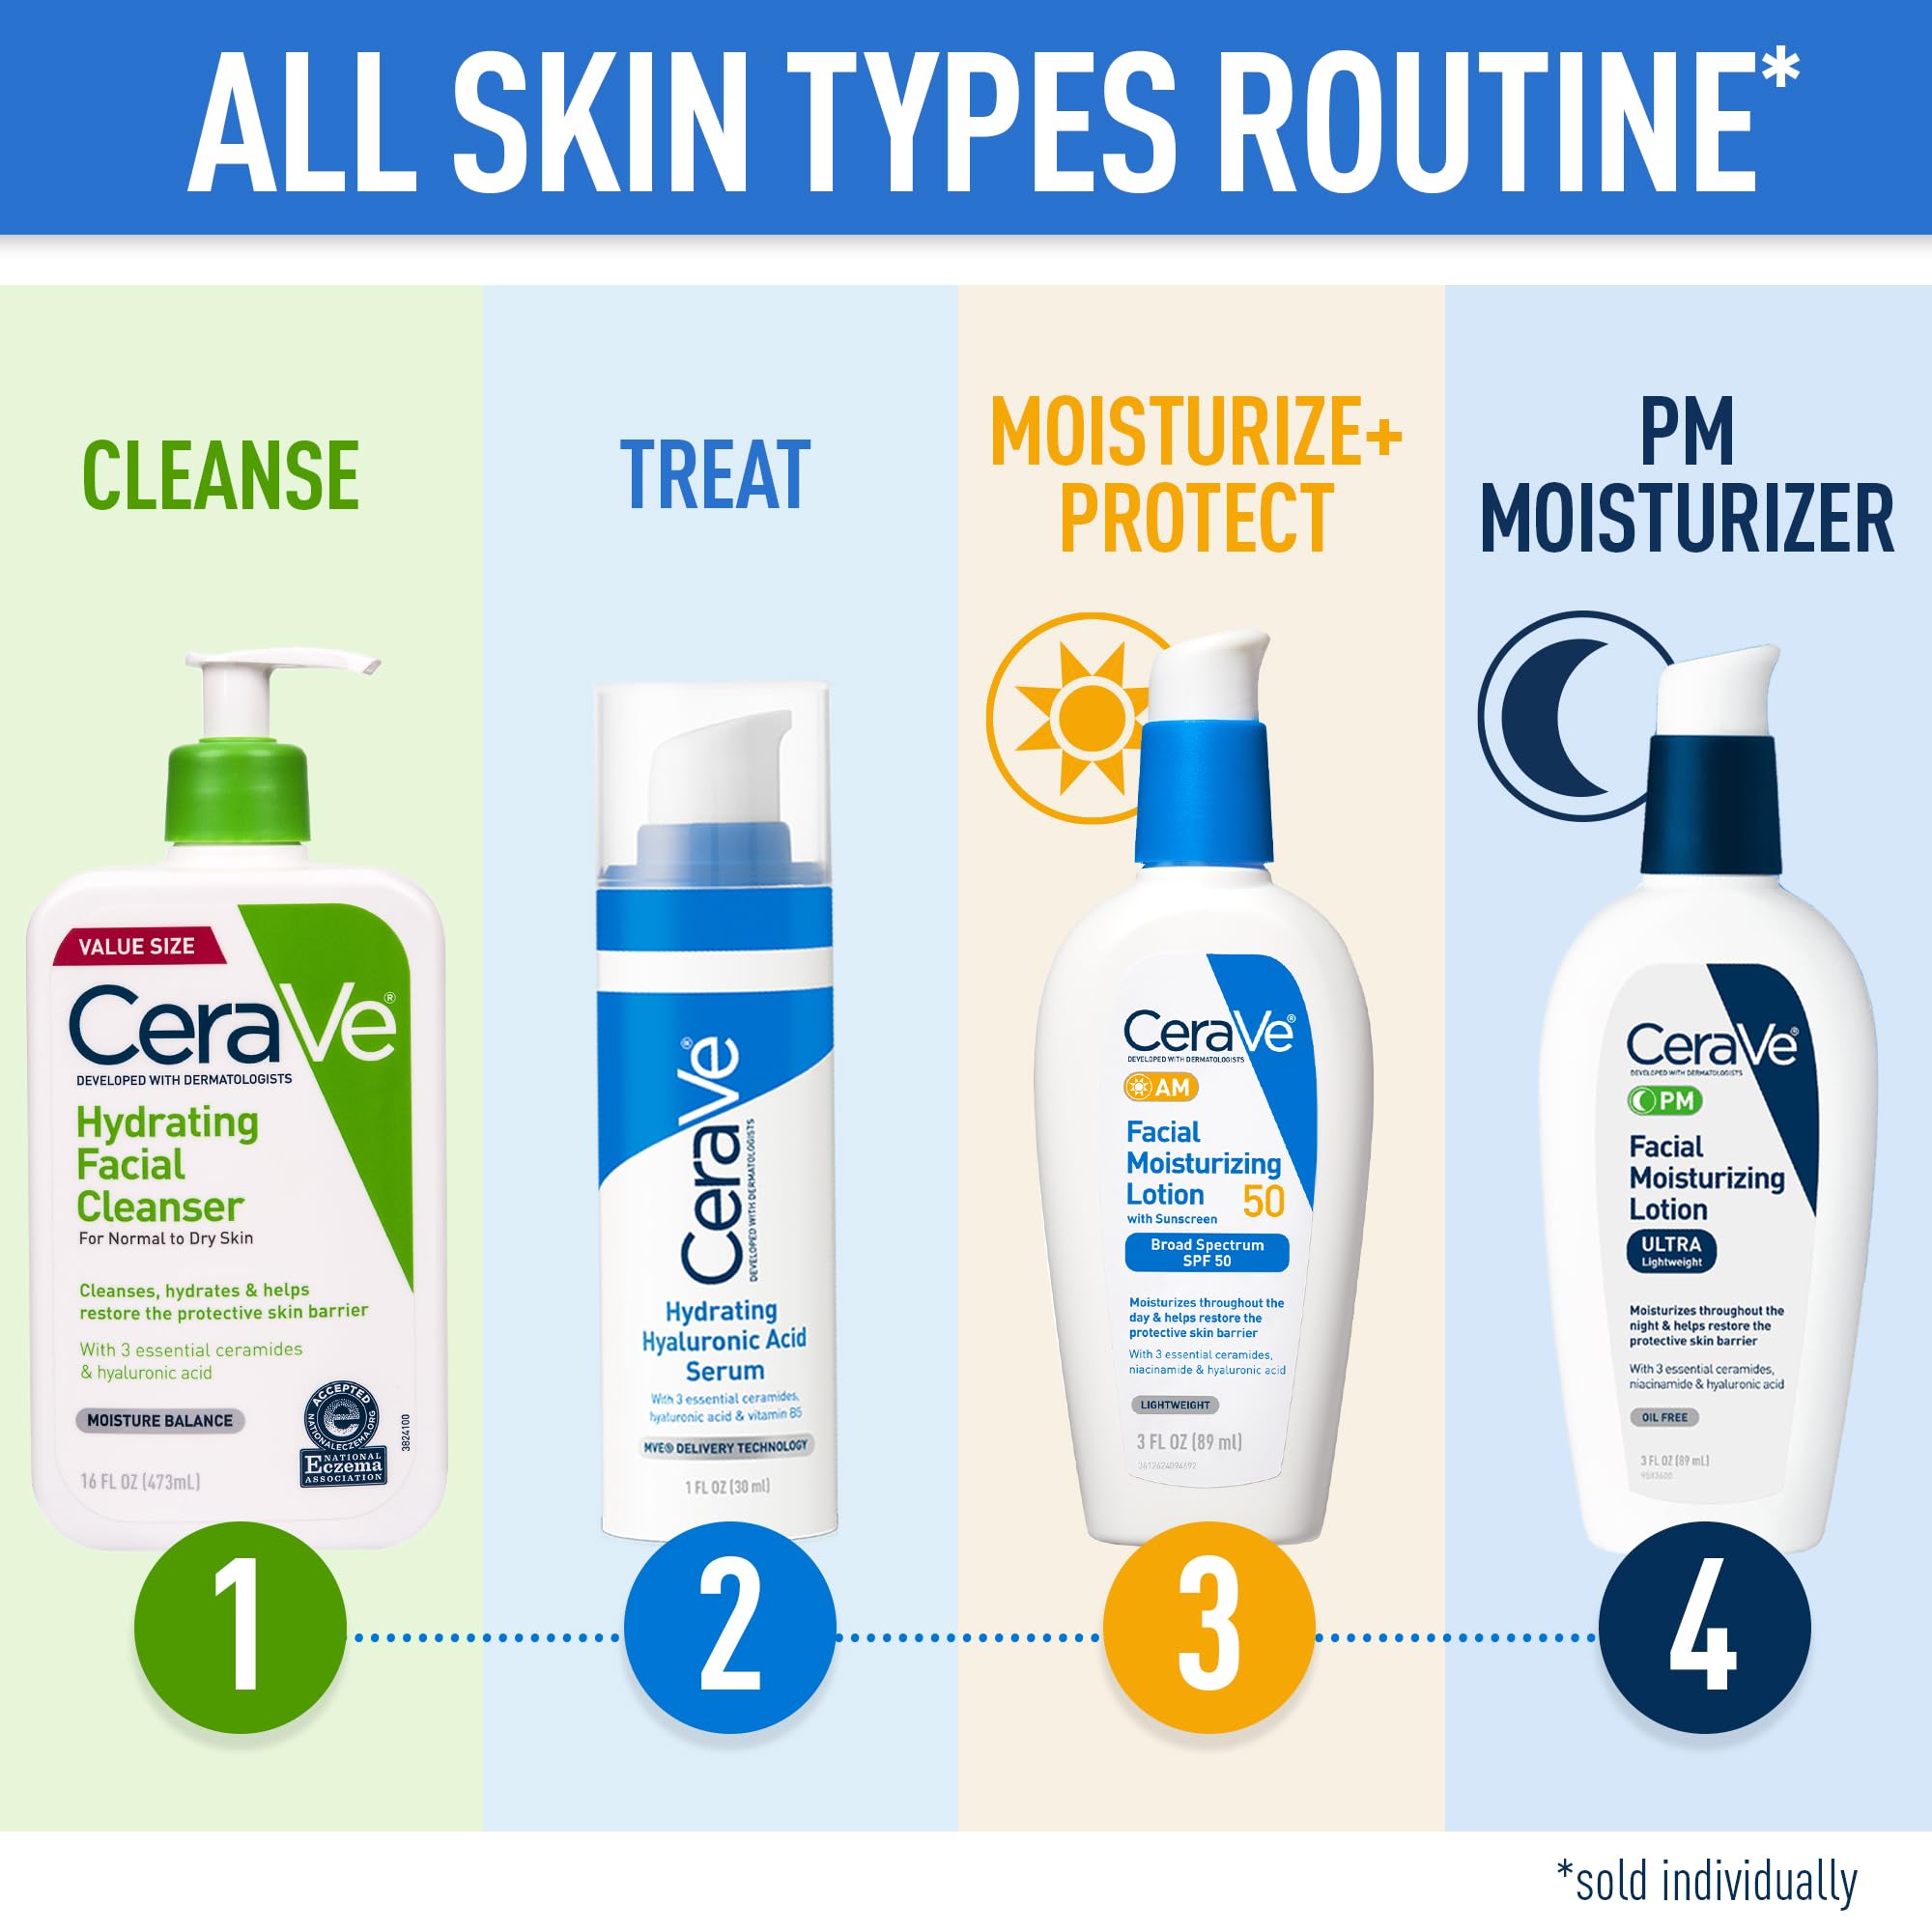 ALL SKIN TYPES ROUTINE*
CLEANSE
VALUE SIZE
CeraVe®
DEVELOPED WITH DERMATOLOGISTS
Hydrating
Facial
Cleanser
For Normal to Dry Skin
Cleanses, hydrates & helps
restore the protective skin barrier
With 3 essential ceramides
& hyaluronic acid
MOISTURE BALANCE
ACCEPTED
NATIONALECZEMA.ORG
e
NATIONAL
Eczema
ASSOCIATION
3824100
16 FL OZ (473mL)
1
TREAT
CeraVe®
DEVELOPED WITH DERMATOLOGISTS
Hydrating
Hyaluronic Acid
Serum
With 3 essential ceramides,
hyaluronic acid & vitamin B5
MVE® DELIVERY TECHNOLOGY
1 FL OZ (30 ml)
2
MOISTURIZE+
PROTECT
CeraVe®
DEVELOPED WITH DERMATOLOGISTS
AM
Facial
Moisturizing
Lotion 50
with Sunscreen
Broad Spectrum
SPF 50
Moisturizes throughout the
day & helps restore the
protective skin barrier
With 3 essential ceramides,
niacinamide & hyaluronic acid
LIGHTWEIGHT
3 FL OZ (89 ml)
3612624094692
3
PM
MOISTURIZER
CeraVe®
DEVELOPED WITH DERMATOLOGISTS
PM
Facial
Moisturizing
Lotion
ULTRA
Lightweight
Moisturizes throughout the
night & helps restore the
protective skin barrier
With 3 essential ceramides,
niacinamide & hyaluronic acid
OIL FREE
3 FL OZ (89 mL)
4
*sold individually